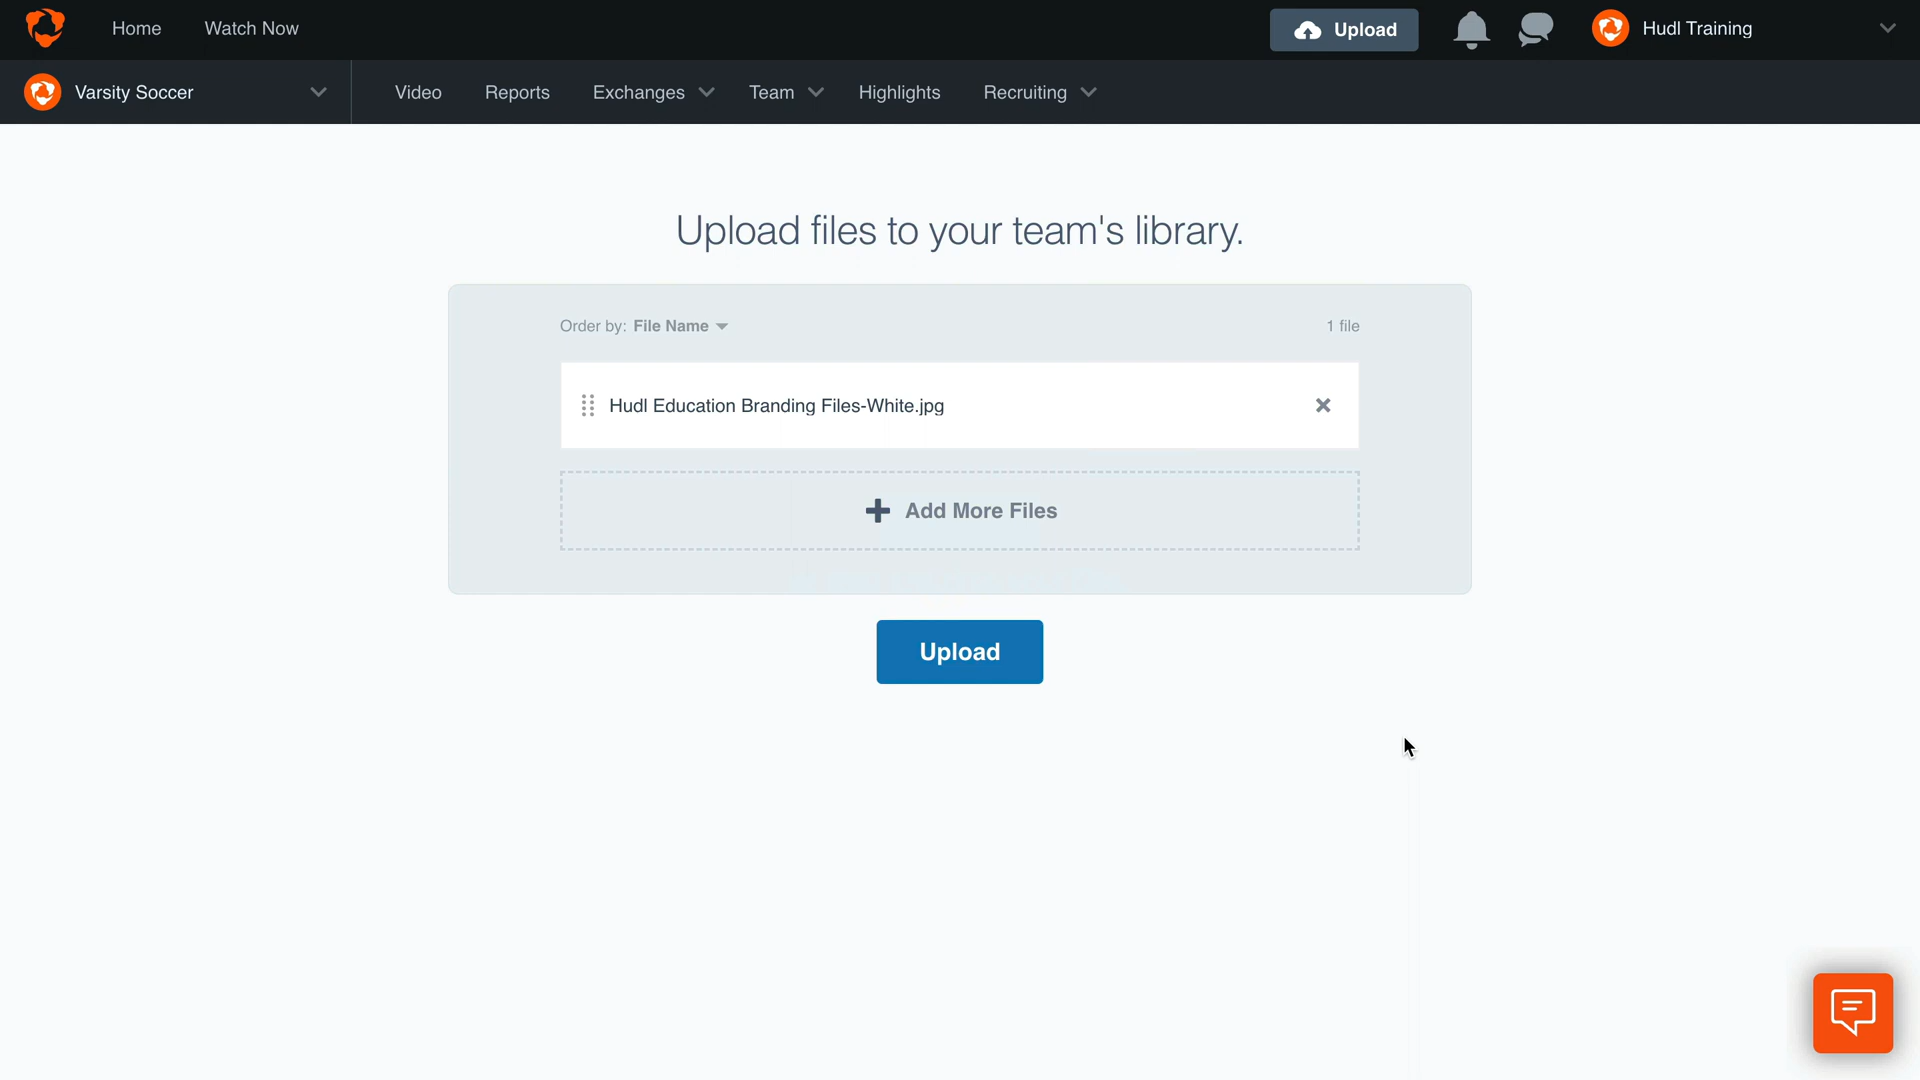 Home
Watch Now
Upload
Hudl Training
Varsity Soccer
Video
Reports
Exchanges
Team
Highlights
Recruiting
Upload files to your team's library.
Order by: File Name
1 file
Hudl Education Branding Files-White.jpg
Add More Files
Upload